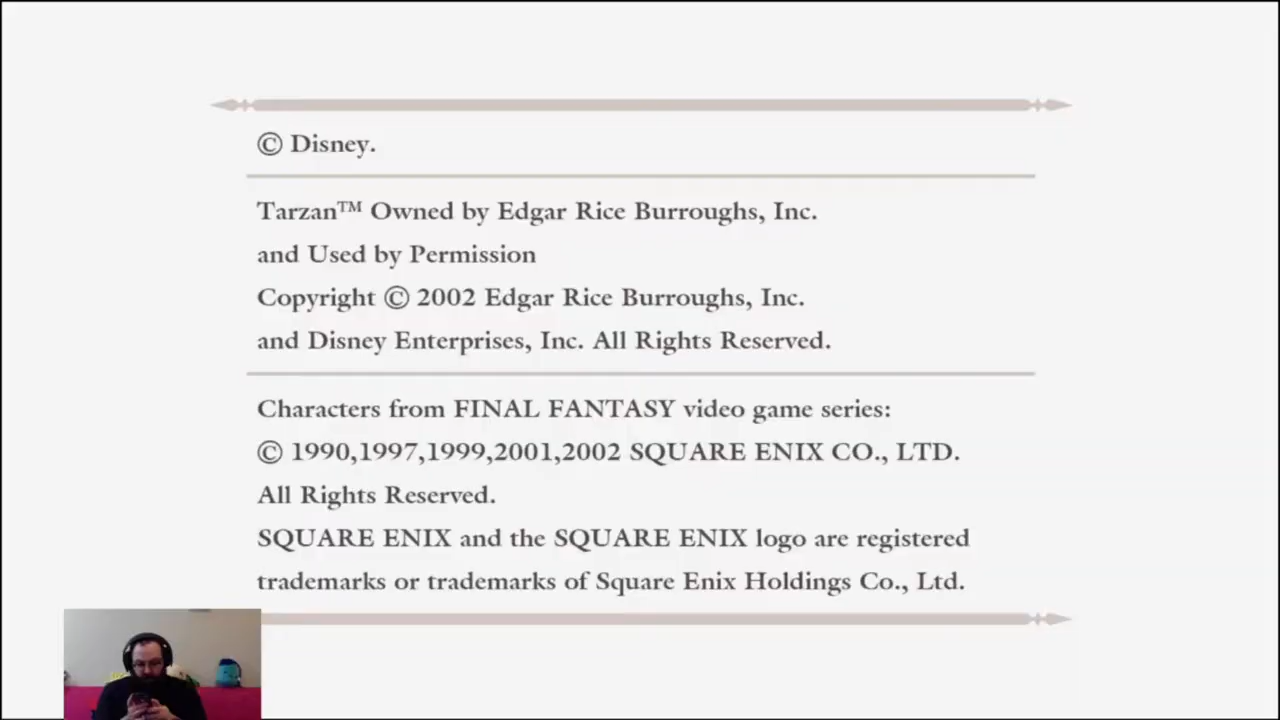 © Disney.
Tarzan™ Owned by Edgar Rice Burroughs, Inc.
and Used by Permission
Copyright © 2002 Edgar Rice Burroughs, Inc.
and Disney Enterprises, Inc. All Rights Reserved.
Characters from FINAL FANTASY video game series:
© 1990,1997,1999,2001,2002 SQUARE ENIX CO., LTD.
All Rights Reserved.
SQUARE ENIX and the SQUARE ENIX logo are registered
trademarks or trademarks of Square Enix Holdings Co., Ltd.